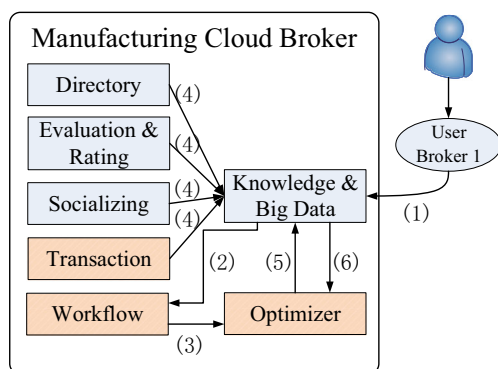 Manufacturing Cloud Broker
Directory
(4)
Evaluation &
Rating
(4)
User
Broker 1
Socializing
(4)
Knowledge &
Big Data
(1)
Transaction
(4)
(2)
(5)
(6)
Workflow
Optimizer
(3)